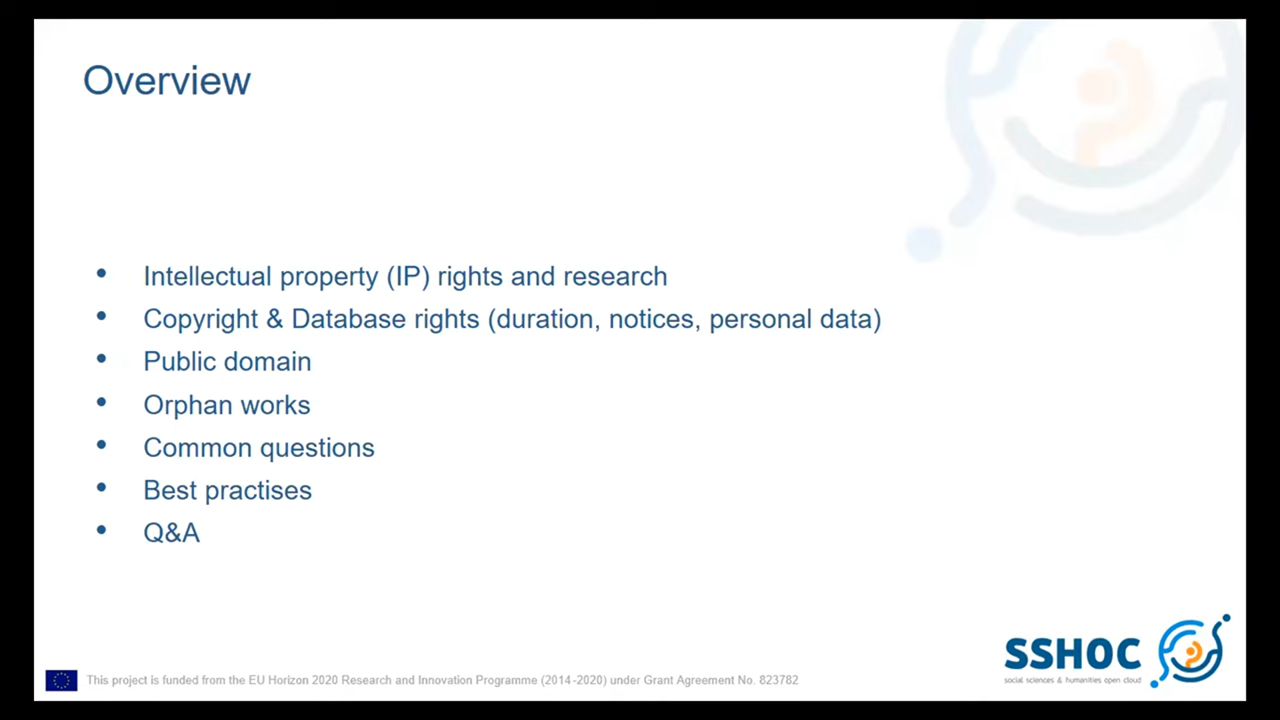 Overview
• Intellectual property (IP) rights and research
• Copyright & Database rights (duration, notices, personal data)
• Public domain
• Orphan works
• Common questions
• Best practises
• Q&A
SSHOC
social sciences & humanities open cloud
This project is funded from the EU Horizon 2020 Research and Innovation Programme (2014-2020) under Grant Agreement No. 823782